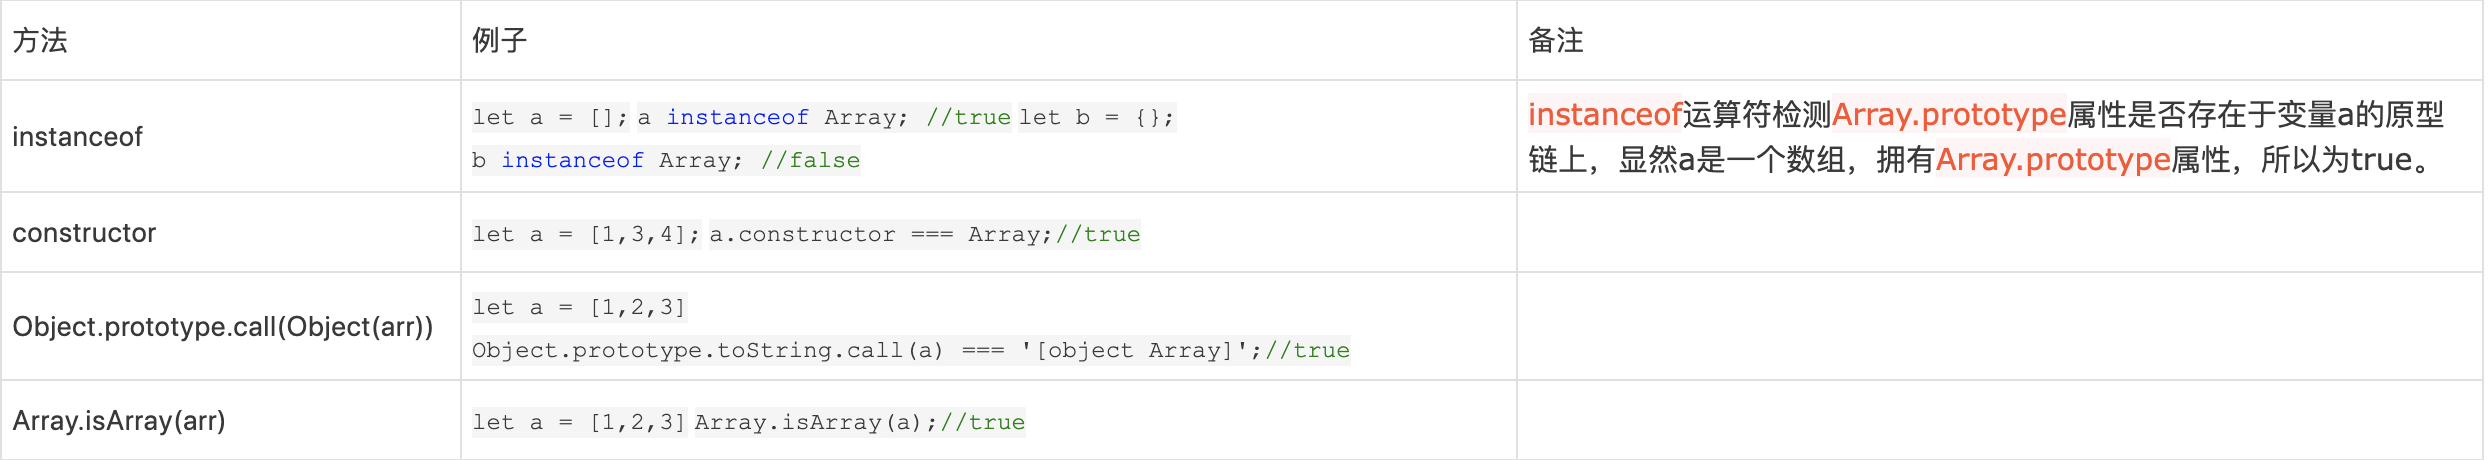 方法 例子 备注
instanceof
let a = []; a instanceof Array; //true let b = {};
b instanceof Array; //false
instanceof运算符检测Array.prototype属性是否存在于变量a的原型
链上，显然a是一个数组，拥有Array.prototype属性，所以为true。
constructor
let a = [1,3,4]; a.constructor === Array;//true
Object.prototype.call(Object(arr))
let a = [1,2,3]
Object.prototype.toString.call(a) === '[object Array]';//true
Array.isArray(arr)
let a = [1,2,3] Array.isArray(a);//true